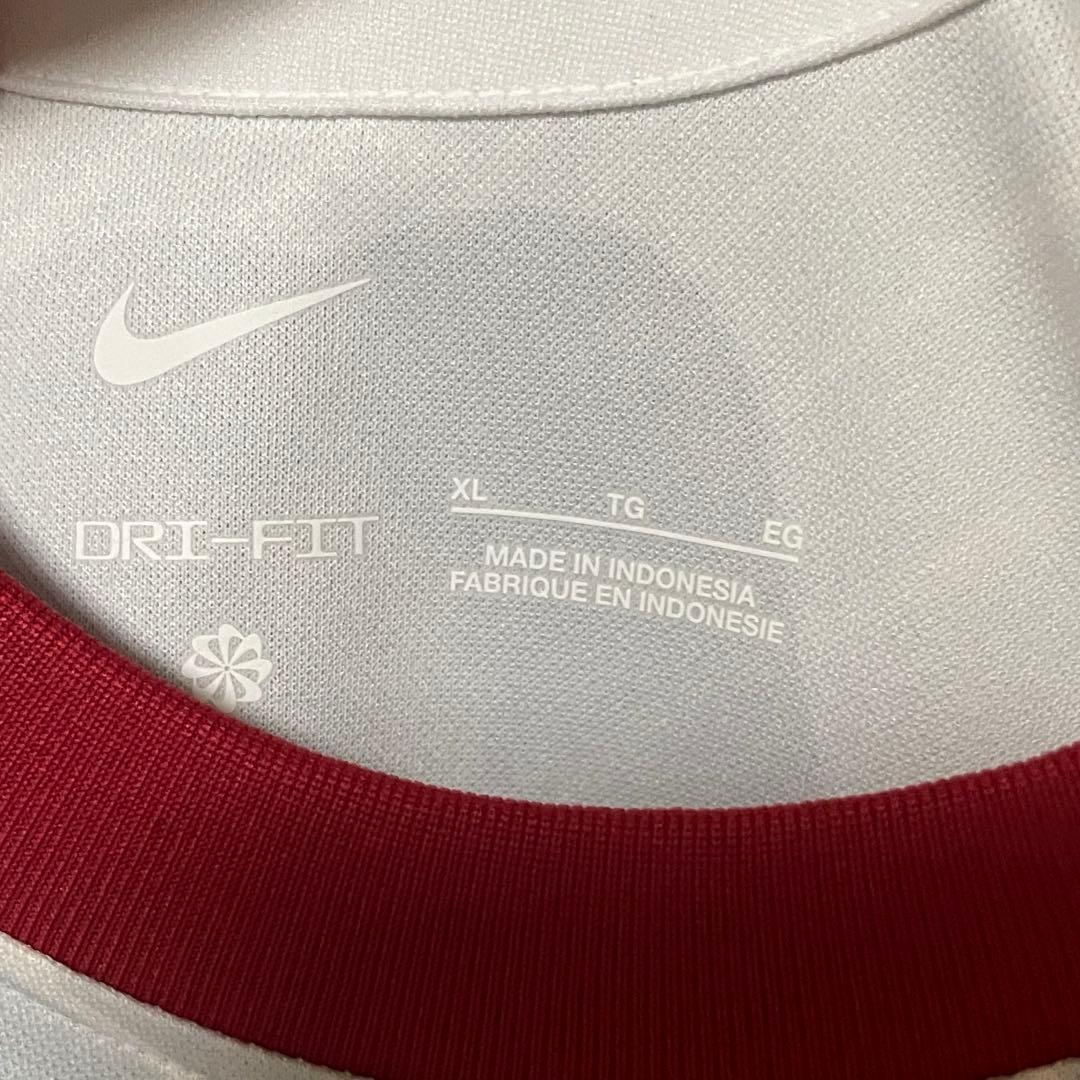 DRI-FIT
XL TG EG
MADE IN INDONESIA
FABRIQUE EN INDONESIE